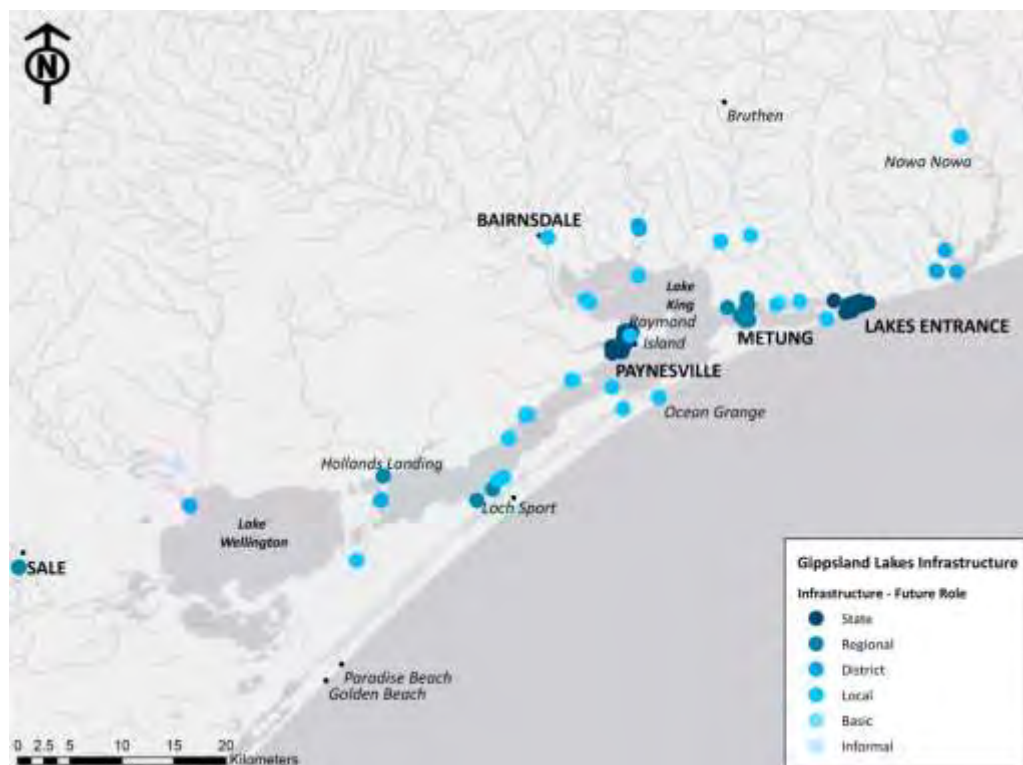 N
Bruthen
Nowa Nowa
BAIRNSDALE
Lake
King
Raymond
Island
LAKES ENTRANCE
METUNG
PAYNESVILLE
Ocean Grange
Hollands Landing
Loch Sport
Lake
Wellington
SALE
Paradise Beach
Golden Beach
0 2.5 5 10 15 20
Kilometers
Gippsland Lakes Infrastructure
Infrastructure - Future Role
State
Regional
District
Local
Basic
Informal